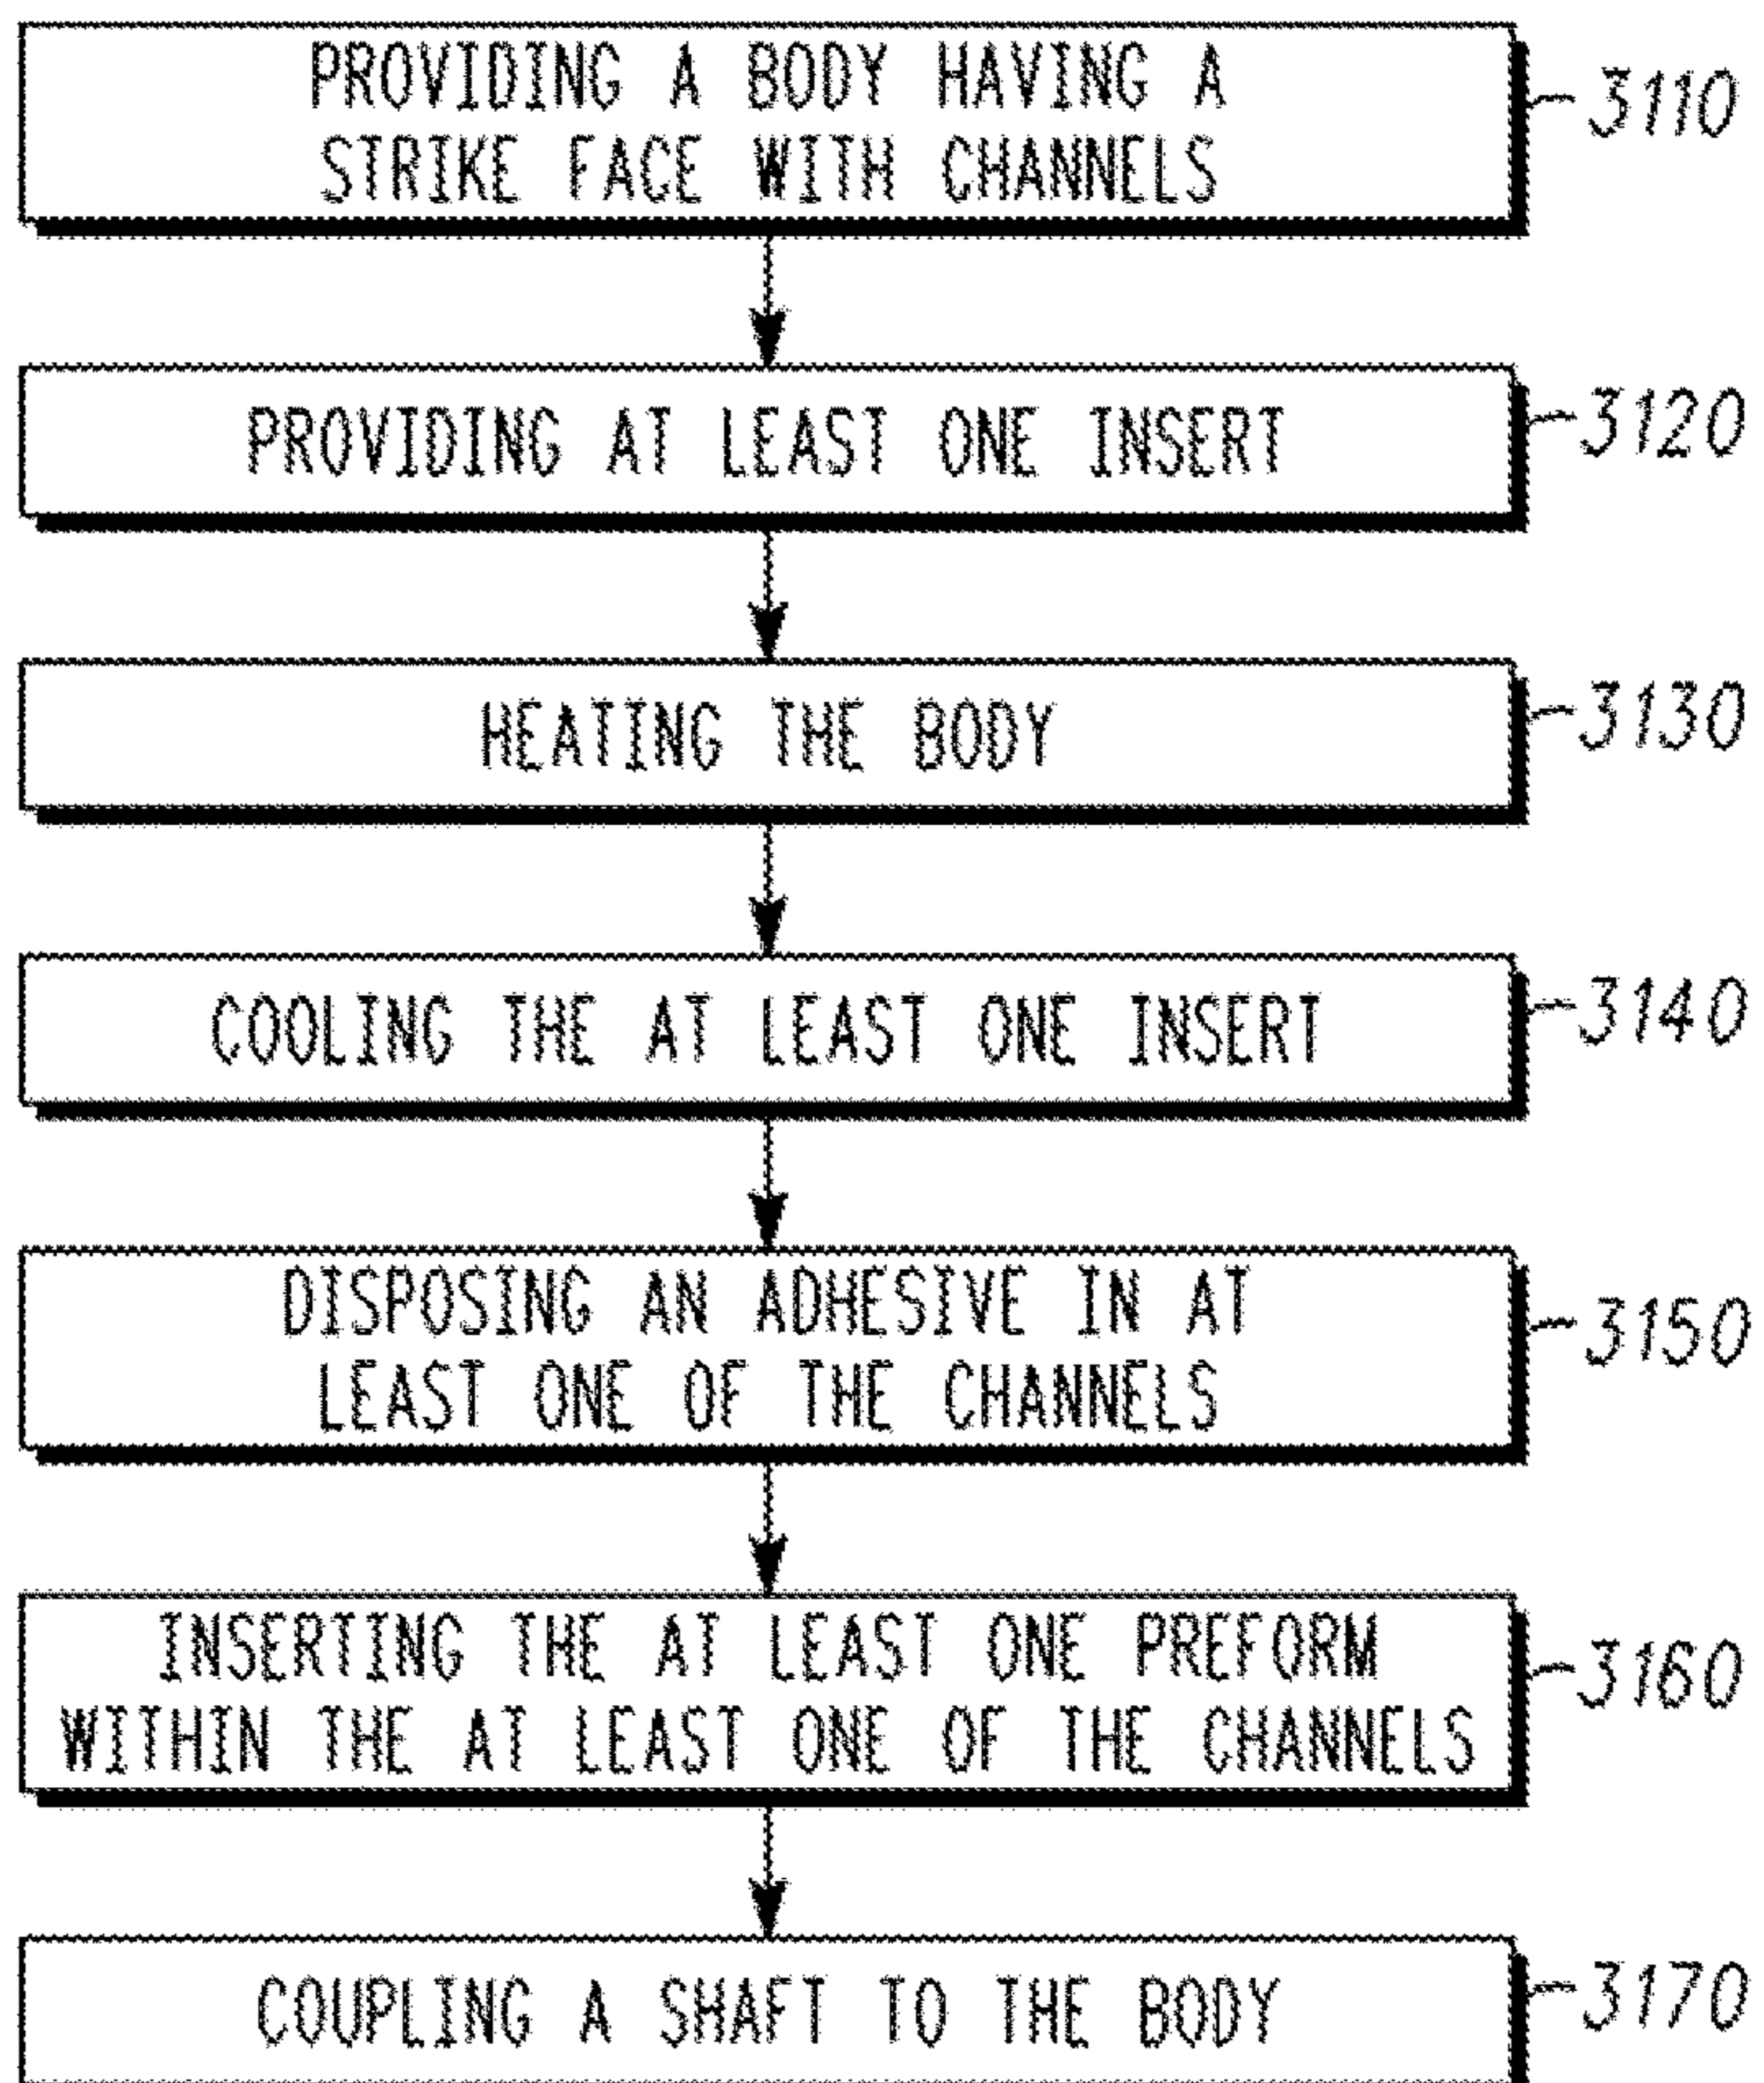 PROVIDING A BODY HAVING A
STRIKE FACE WITH CHANNELS
3110
PROVIDING AT LEAST ONE INSERT
3120
HEATING THE BODY
3130
COOLING THE AT LEAST ONE INSERT
3140
DISPOSING AN ADHESIVE IN AT
LEAST ONE OF THE CHANNELS
3150
INSERTING THE AT LEAST ONE PREFORM
WITHIN THE AT LEAST ONE OF THE CHANNELS
3160
COUPLING A SHAFT TO THE BODY
3170